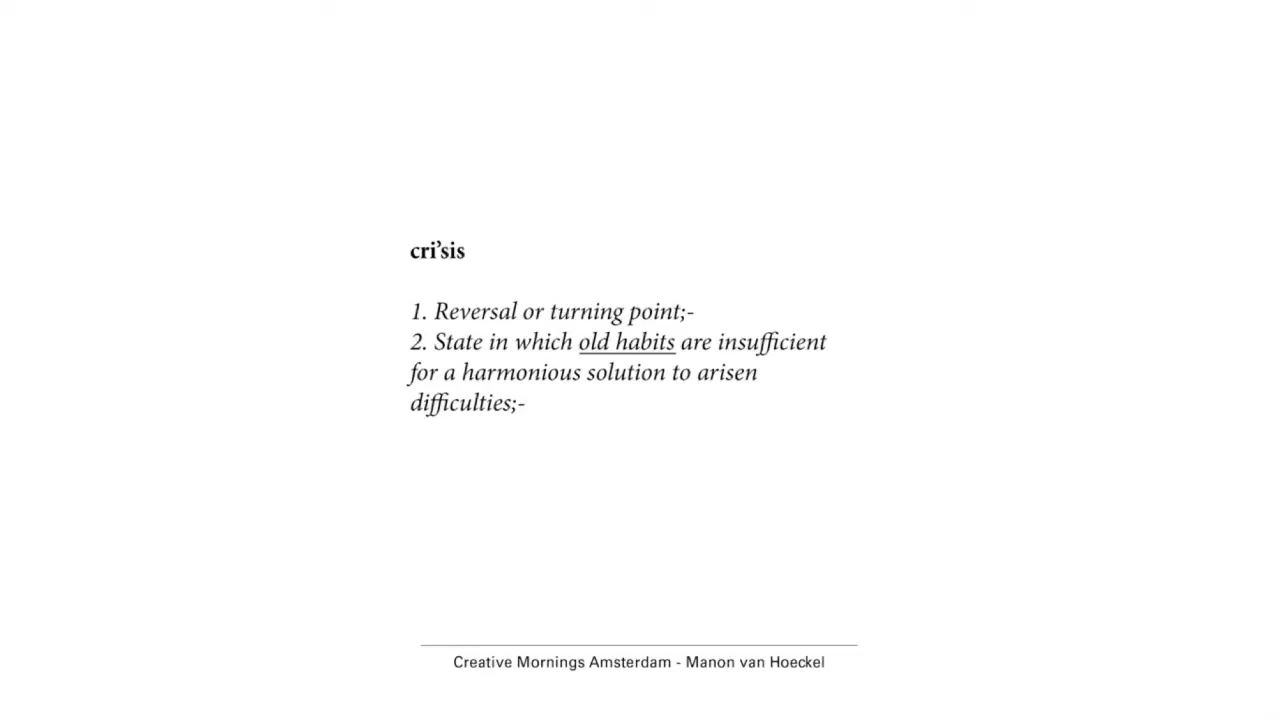 cri’sis
1. Reversal or turning point;-
2. State in which old habits are insufficient
for a harmonious solution to arisen
difficulties;-
Creative Mornings Amsterdam - Manon van Hoeckel